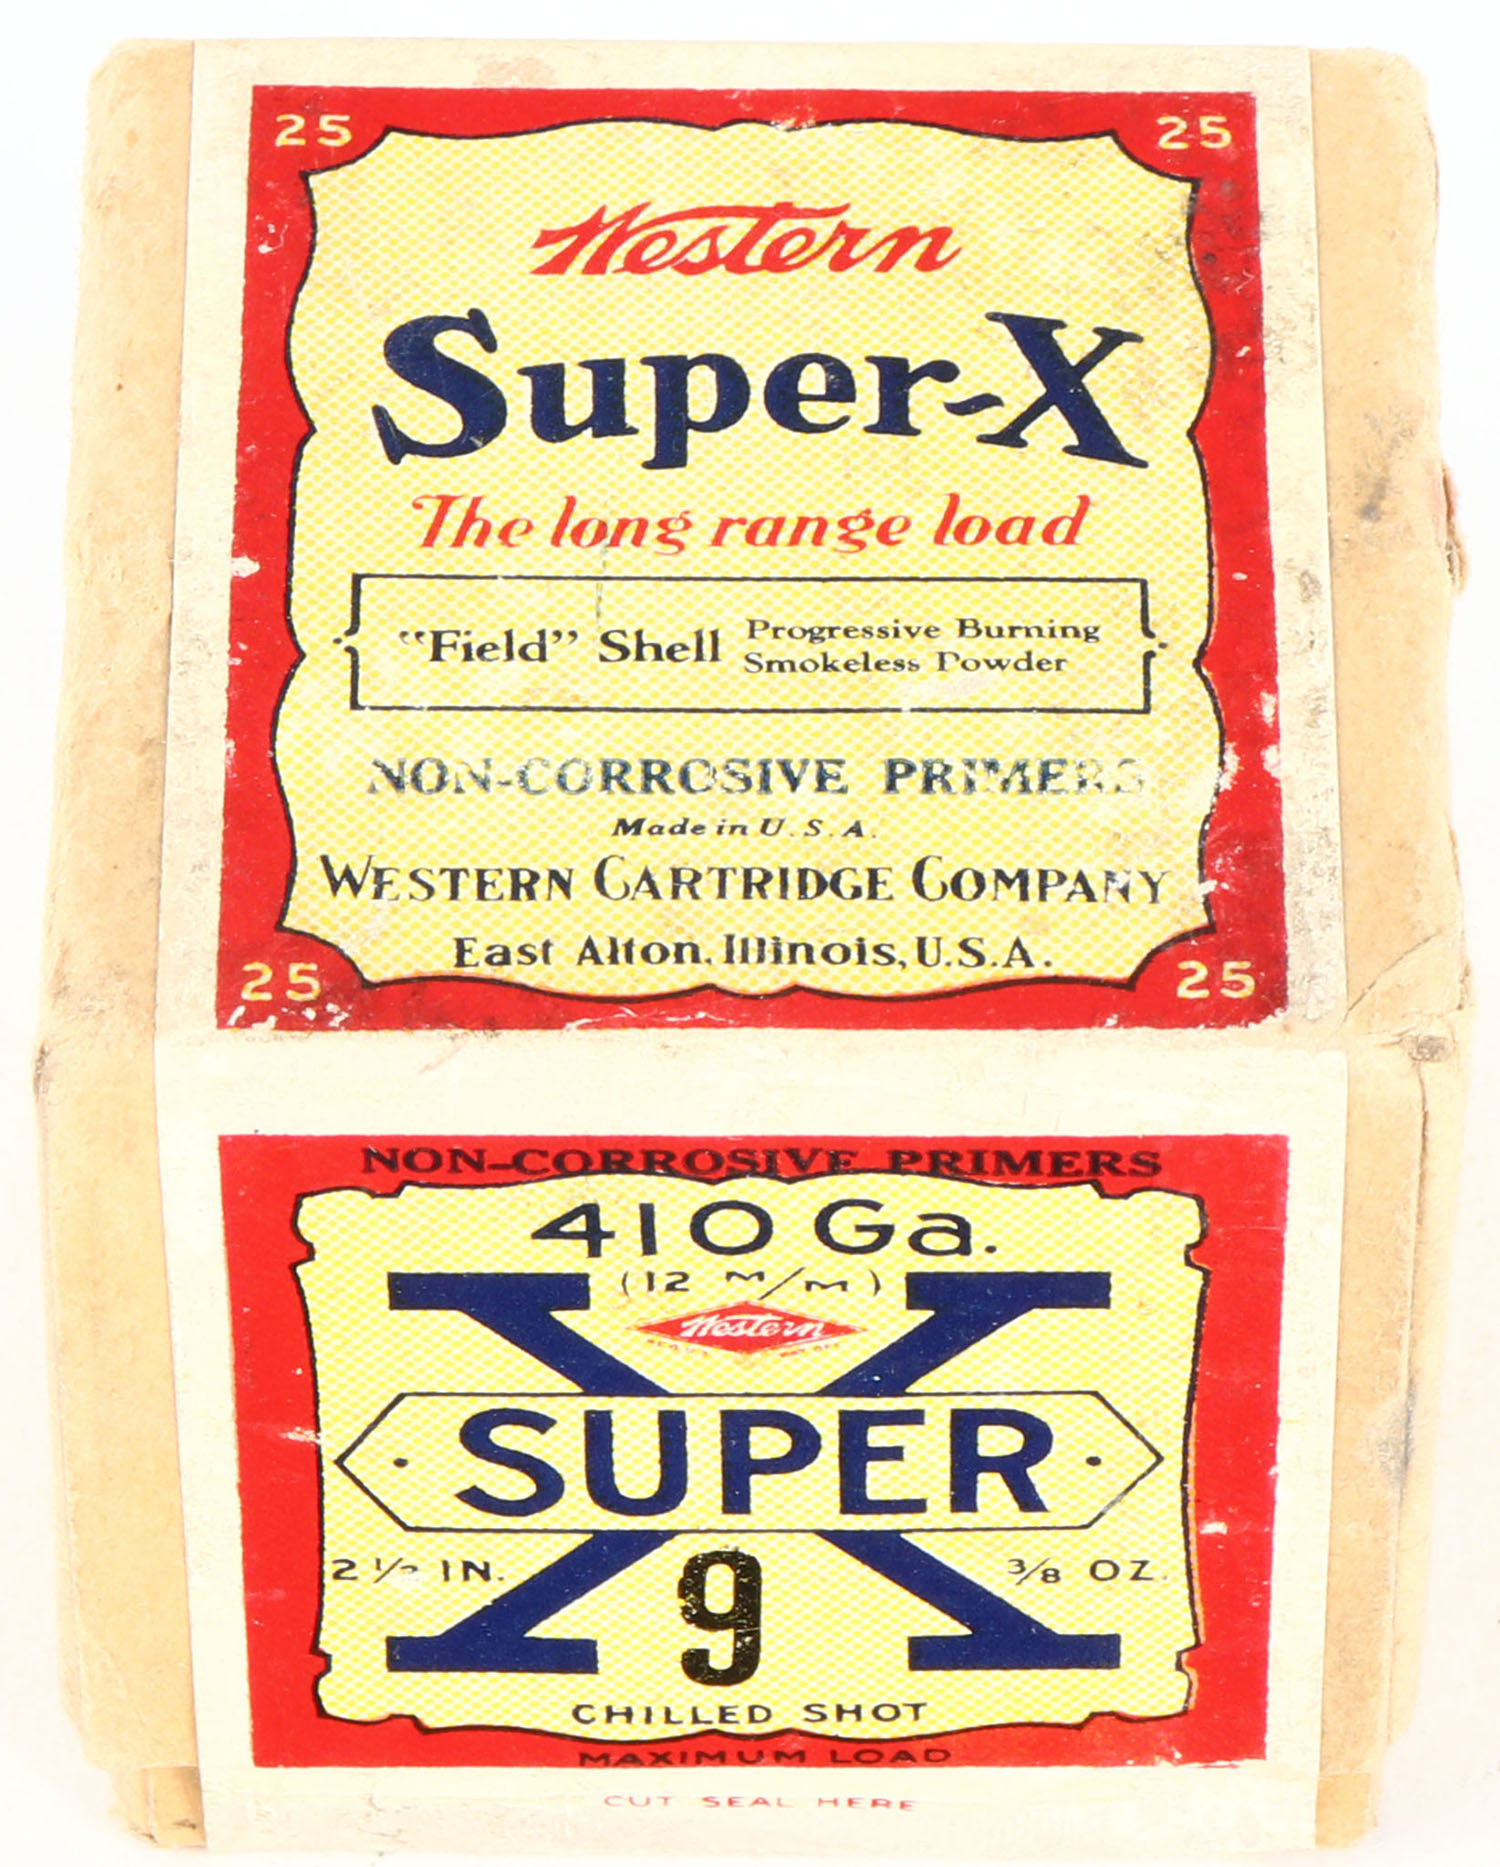 25 25
Western
Super-X
The long range load
"Field" Shell Progressive Burning
Smokeless Powder
NON-CORROSIVE PRIMERS
Made in U.S.A.
WESTERN CARTRIDGE COMPANY
East Alton, Illinois, U.S.A.
25 25
NON-CORROSIVE PRIMERS
410 Ga.
(12 M/M)
Western
X
SUPER
2 1/2 IN. 9 3/8 OZ.
CHILLED SHOT
MAXIMUM LOAD
CUT SEAL HERE